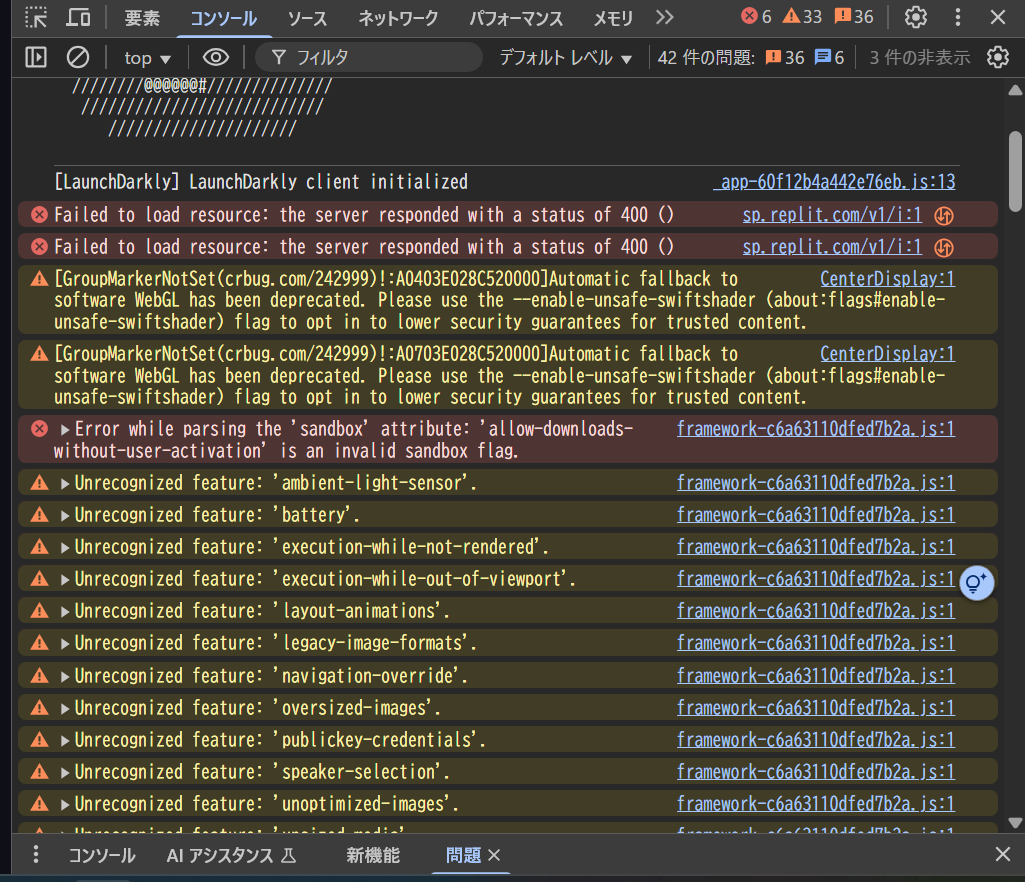 要素 コンソール ソース ネットワーク パフォーマンス メモリ 6 33 36
top ▼ フィルタ デフォルト レベル ▼ 42 件の問題: 36 6 3 件の非表示
////////@@@@@@#//////////////
///////////////////////////
/////////////////////
[LaunchDarkly] LaunchDarkly client initialized _app-60f12b4a442e76eb.js:13
Failed to load resource: the server responded with a status of 400 () sp.replit.com/v1/i:1
Failed to load resource: the server responded with a status of 400 () sp.replit.com/v1/i:1
[GroupMarkerNotSet(crbug.com/242999)!:A0403E028C520000]Automatic fallback to CenterDisplay:1
software WebGL has been deprecated. Please use the --enable-unsafe-swiftshader (about:flags#enable-
unsafe-swiftshader) flag to opt in to lower security guarantees for trusted content.
[GroupMarkerNotSet(crbug.com/242999)!:A0703E028C520000]Automatic fallback to CenterDisplay:1
software WebGL has been deprecated. Please use the --enable-unsafe-swiftshader (about:flags#enable-
unsafe-swiftshader) flag to opt in to lower security guarantees for trusted content.
▶Error while parsing the 'sandbox' attribute: 'allow-downloads- framework-c6a63110dfed7b2a.js:1
without-user-activation' is an invalid sandbox flag.
▶Unrecognized feature: 'ambient-light-sensor'. framework-c6a63110dfed7b2a.js:1
▶Unrecognized feature: 'battery'. framework-c6a63110dfed7b2a.js:1
▶Unrecognized feature: 'execution-while-not-rendered'. framework-c6a63110dfed7b2a.js:1
▶Unrecognized feature: 'execution-while-out-of-viewport'. framework-c6a63110dfed7b2a.js:1
▶Unrecognized feature: 'layout-animations'. framework-c6a63110dfed7b2a.js:1
▶Unrecognized feature: 'legacy-image-formats'. framework-c6a63110dfed7b2a.js:1
▶Unrecognized feature: 'navigation-override'. framework-c6a63110dfed7b2a.js:1
▶Unrecognized feature: 'oversized-images'. framework-c6a63110dfed7b2a.js:1
▶Unrecognized feature: 'publickey-credentials'. framework-c6a63110dfed7b2a.js:1
▶Unrecognized feature: 'speaker-selection'. framework-c6a63110dfed7b2a.js:1
▶Unrecognized feature: 'unoptimized-images'. framework-c6a63110dfed7b2a.js:1
▶Unrecognized feature: 'unsized-media'. framework-c6a63110dfed7b2a.js:1
コンソール AI アシスタンス 新機能 問題